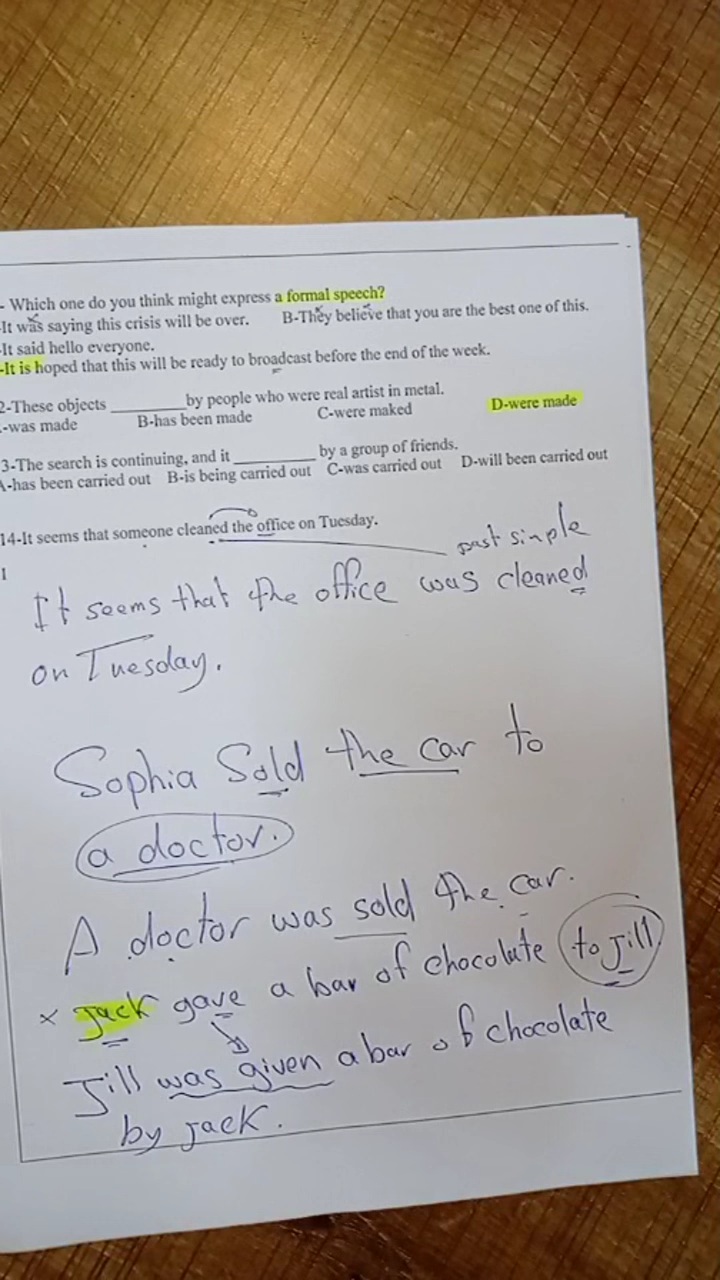 - Which one do you think might express a formal speech?
-It was saying this crisis will be over. B-They believe that you are the best one of this.
-It said hello everyone.
-It is hoped that this will be ready to broadcast before the end of the week.
2-These objects ________ by people who were real artist in metal.
-was made B-has been made C-were maked D-were made
3-The search is continuing, and it ________ by a group of friends.
A-has been carried out B-is being carried out C-was carried out D-will been carried out
14-It seems that someone cleaned the office on Tuesday.
past simple
1
It seems that the office was cleaned
on Tuesday.
Sophia Sold the car to
a doctor.
A doctor was sold the car.
x Jack gave a bar of chocolate to Jill
Jill was given a bar of chocolate
by Jack.